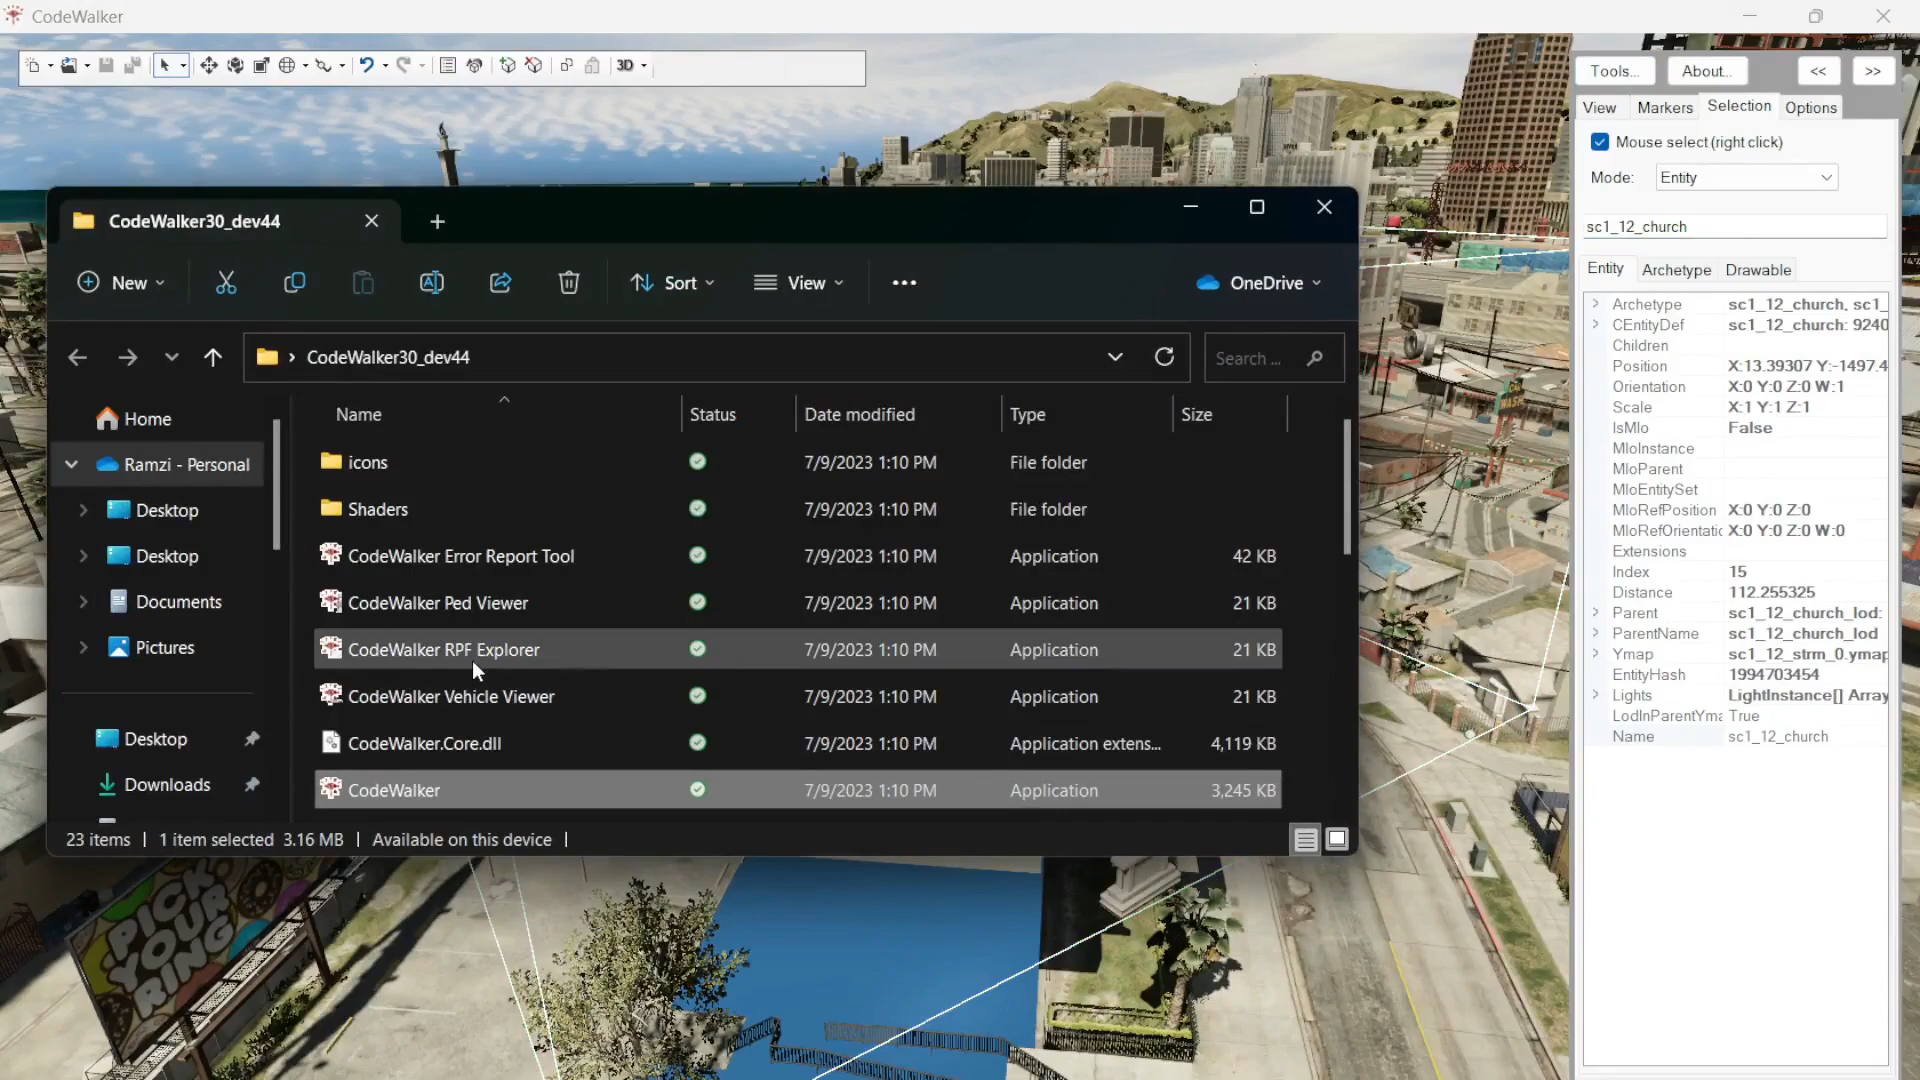 CodeWalker
3D
Tools...
About...
<<
>>
View
Markers
Selection
Options
Mouse select (right click)
Mode:
Entity
sc1_12_church
Entity
Archetype
Drawable
Archetype sc1_12_church, sc1_
CEntityDef sc1_12_church: 9240
Children
Position X:13.39307 Y:-1497.4
Orientation X:0 Y:0 Z:0 W:1
Scale X:1 Y:1 Z:1
IsMlo False
MloInstance
MloParent
MloEntitySet
MloRefPosition X:0 Y:0 Z:0
MloRefOrientatic X:0 Y:0 Z:0 W:0
Extensions
Index 15
Distance 112.255325
Parent sc1_12_church_lod:
ParentName sc1_12_church_lod
Ymap sc1_12_strm_0.ymap
EntityHash 1994703454
Lights LightInstance[] Array
LodInParentYma True
Name sc1_12_church
CodeWalker30_dev44
New
Sort
View
OneDrive
CodeWalker30_dev44
Search ...
Home
Ramzi - Personal
Desktop
Desktop
Documents
Pictures
Desktop
Downloads
Name Status Date modified Type Size
icons 7/9/2023 1:10 PM File folder
Shaders 7/9/2023 1:10 PM File folder
CodeWalker Error Report Tool 7/9/2023 1:10 PM Application 42 KB
CodeWalker Ped Viewer 7/9/2023 1:10 PM Application 21 KB
CodeWalker RPF Explorer 7/9/2023 1:10 PM Application 21 KB
CodeWalker Vehicle Viewer 7/9/2023 1:10 PM Application 21 KB
CodeWalker.Core.dll 7/9/2023 1:10 PM Application extens... 4,119 KB
CodeWalker 7/9/2023 1:10 PM Application 3,245 KB
23 items
1 item selected 3.16 MB
Available on this device
PICK
YOUR
RING